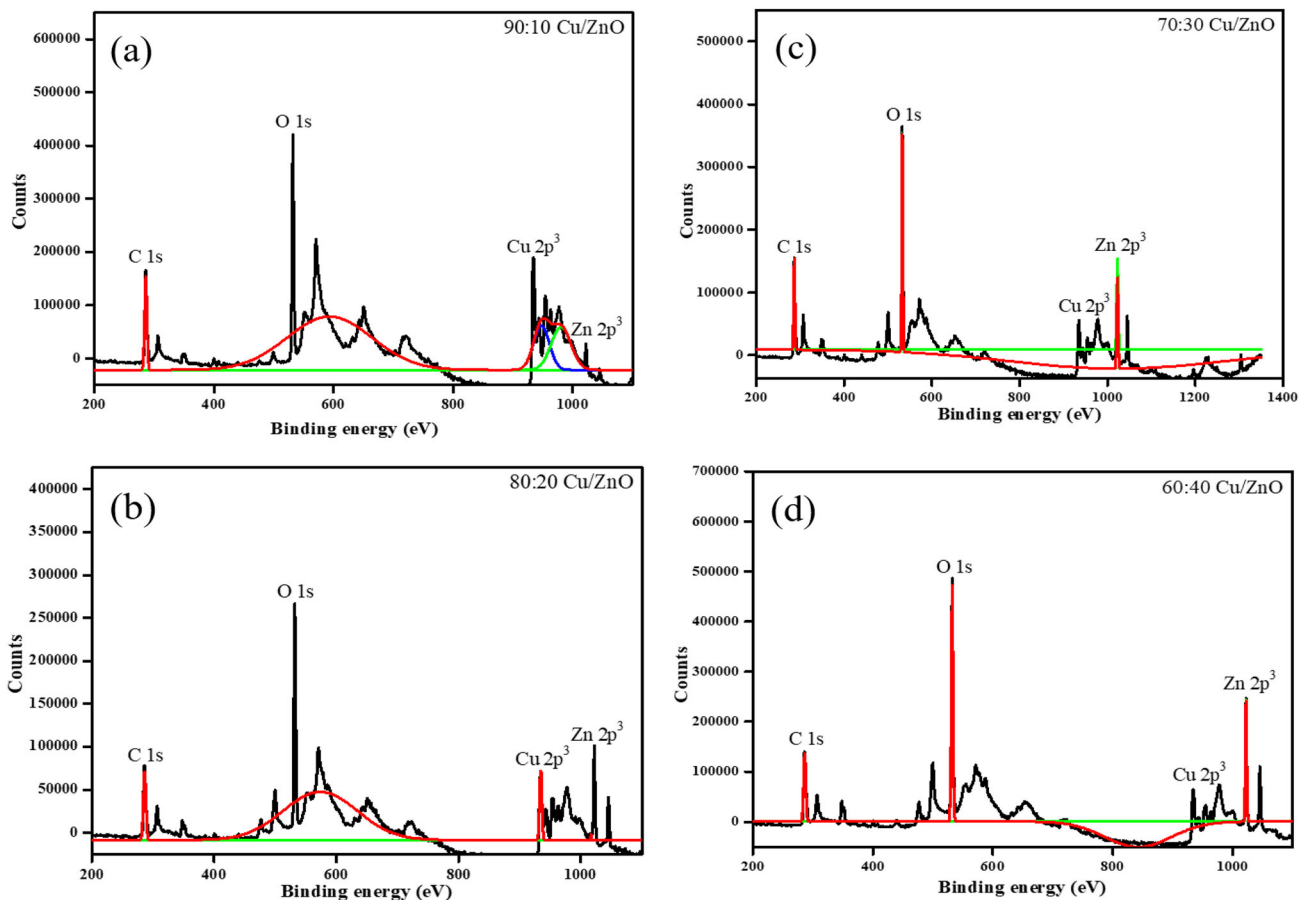 (a)
90:10 Cu/ZnO
600000
500000
400000
300000
200000
100000
0
Counts
C 1s
O 1s
Cu 2p3
Zn 2p3
200
400
600
800
1000
Binding energy (eV)
(c)
70:30 Cu/ZnO
500000
400000
300000
200000
100000
0
Counts
C 1s
O 1s
Cu 2p3
Zn 2p3
200
400
600
800
1000
1200
1400
Binding energy (eV)
(b)
80:20 Cu/ZnO
400000
350000
300000
250000
200000
150000
100000
50000
0
Counts
C 1s
O 1s
Cu 2p3
Zn 2p3
200
400
600
800
1000
Binding energy (eV)
(d)
60:40 Cu/ZnO
700000
600000
500000
400000
300000
200000
100000
0
50000
Counts
C 1s
O 1s
Cu 2p3
Zn 2p3
200
400
600
800
1000
Binding energy (eV)